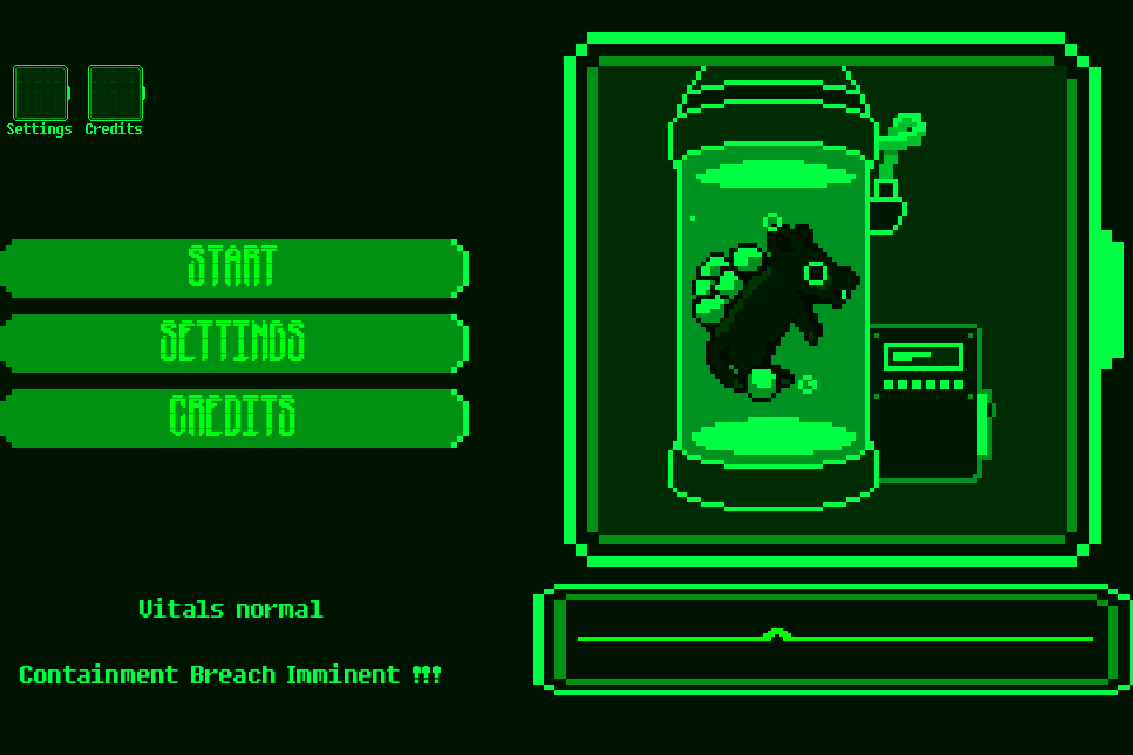 Settings Credits
START
SETTINGS
CREDITS
Vitals normal
Containment Breach Imminent !!!